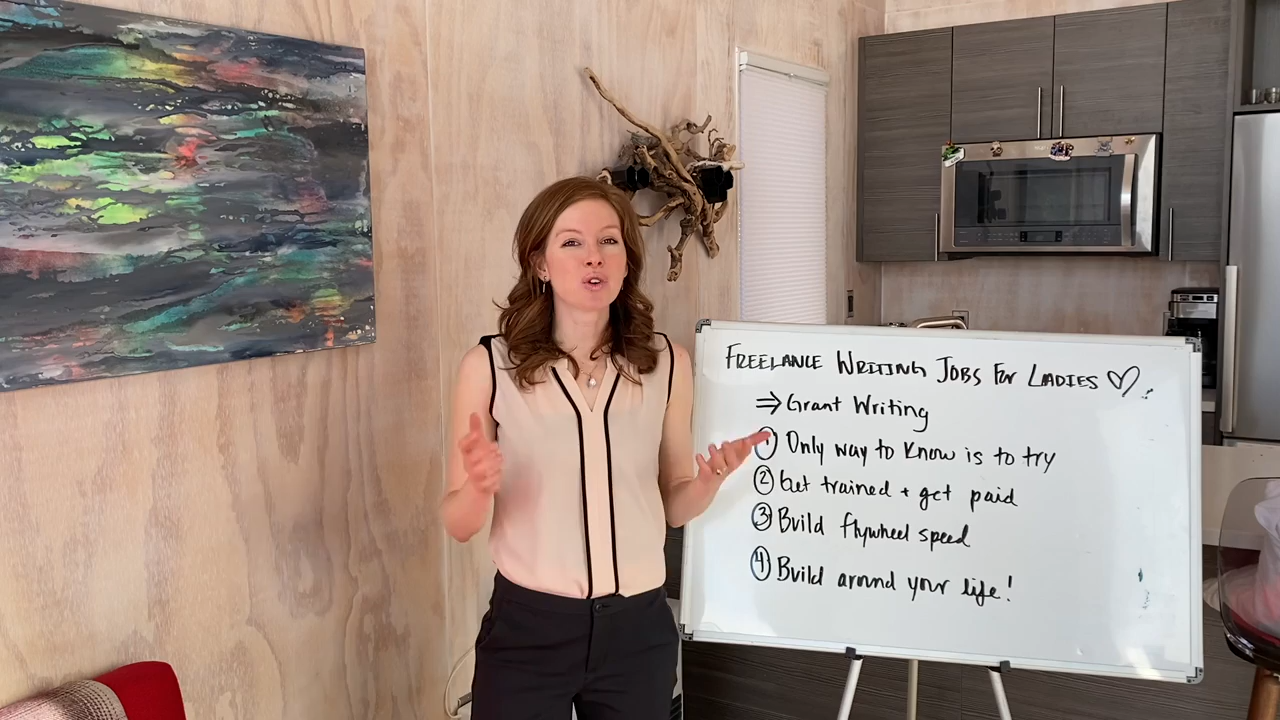 FREELANCE WRITING JOBS FOR LADIES ♡
⇒ Grant Writing
① Only way to know is to try
② Get trained + get paid
③ Build flywheel speed
④ Build around your life!